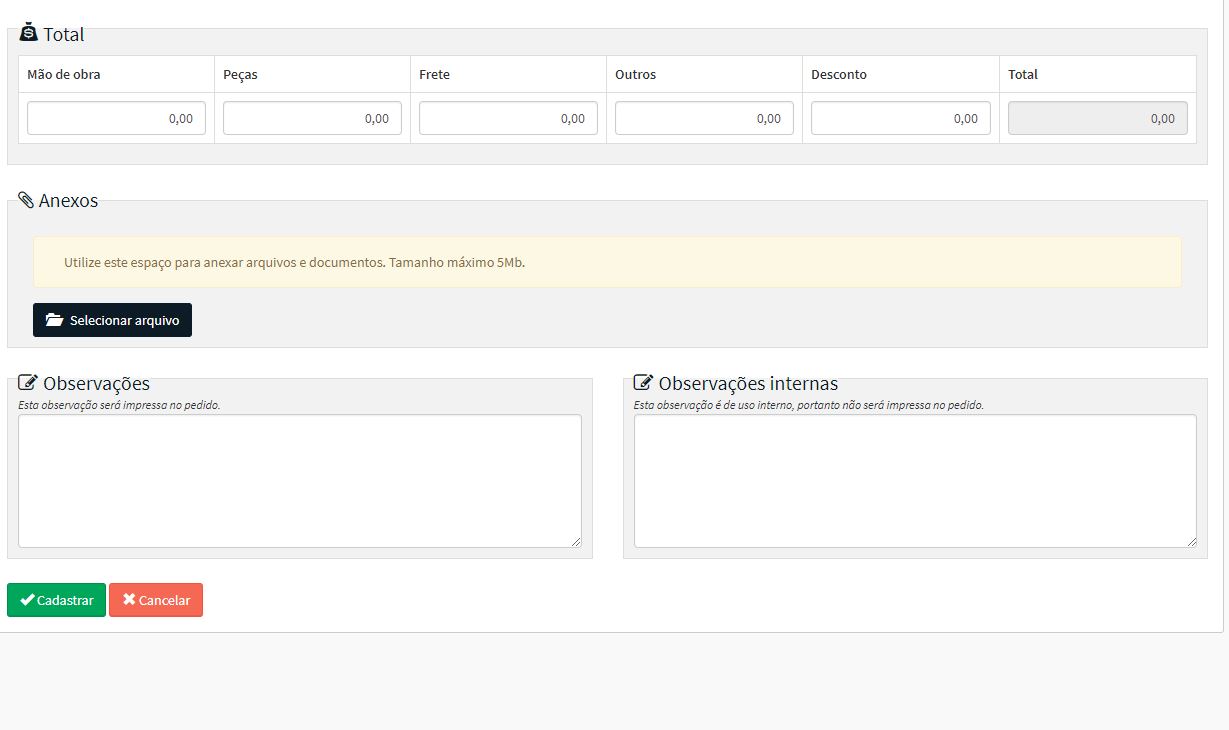 Total
Mão de obra Peças Frete Outros Desconto Total
0,00 0,00 0,00 0,00 0,00 0,00
Anexos
Utilize este espaço para anexar arquivos e documentos. Tamanho máximo 5Mb.
Selecionar arquivo
Observações
Esta observação será impressa no pedido.
Observações internas
Esta observação é de uso interno, portanto não será impressa no pedido.
Cadastrar Cancelar